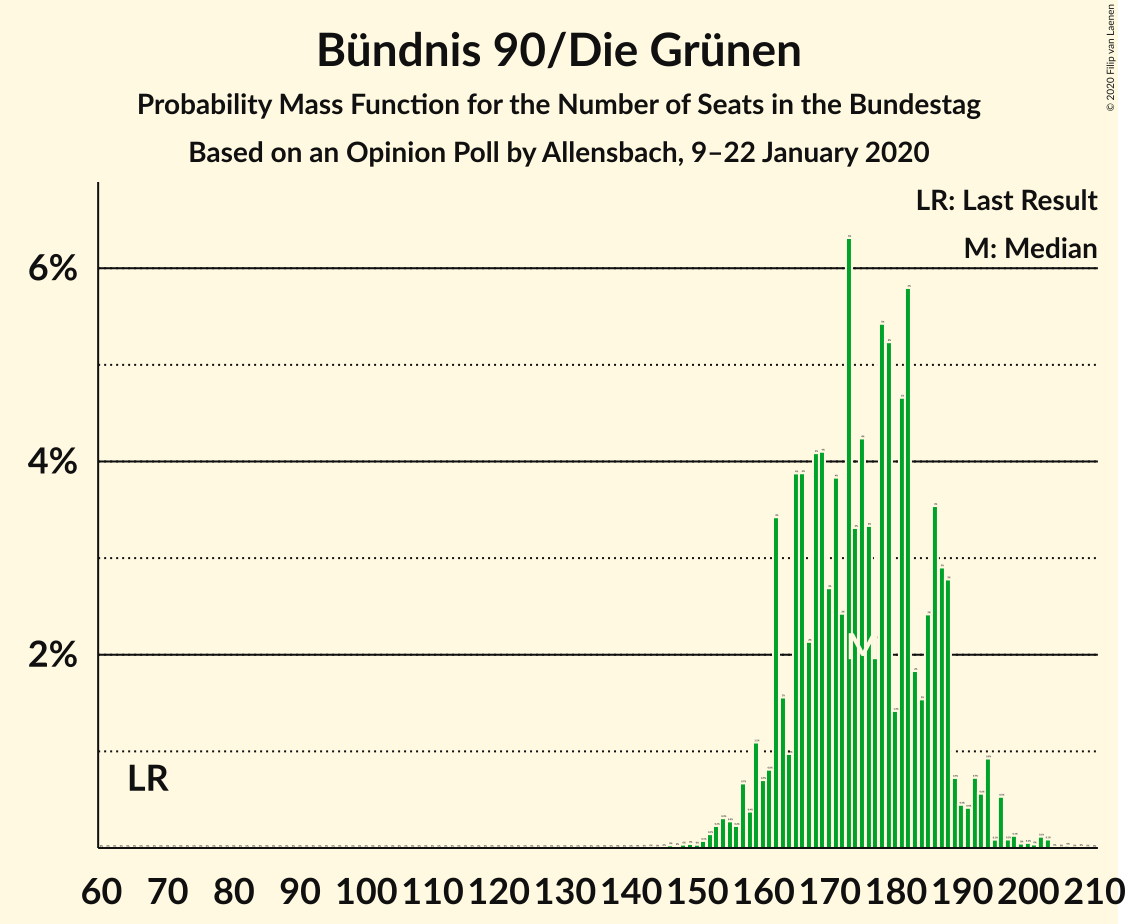 Bündnis 90/Die Grünen
Probability Mass Function for the Number of Seats in the Bundestag
Based on an Opinion Poll by Allensbach, 9–22 January 2020
© 2020 Filip van Laenen
LR: Last Result
M: Median
6%
4%
2%
M
LR
60 70 80 90 100 110 120 130 140 150 160 170 180 190 200 210